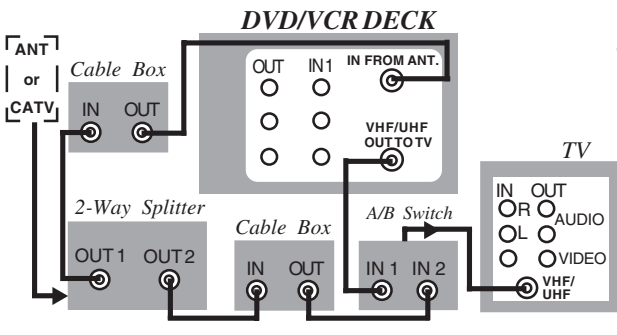 DVD/VCR DECK
ANT
or
CATV
Cable Box
IN OUT
OUT IN1 IN FROM ANT.
VHF/UHF
OUT TO TV
TV
IN OUT
R
AUDIO
L
VIDEO
VHF/
UHF
2-Way Splitter
OUT 1 OUT 2
Cable Box
IN OUT
A/B Switch
IN 1 IN 2